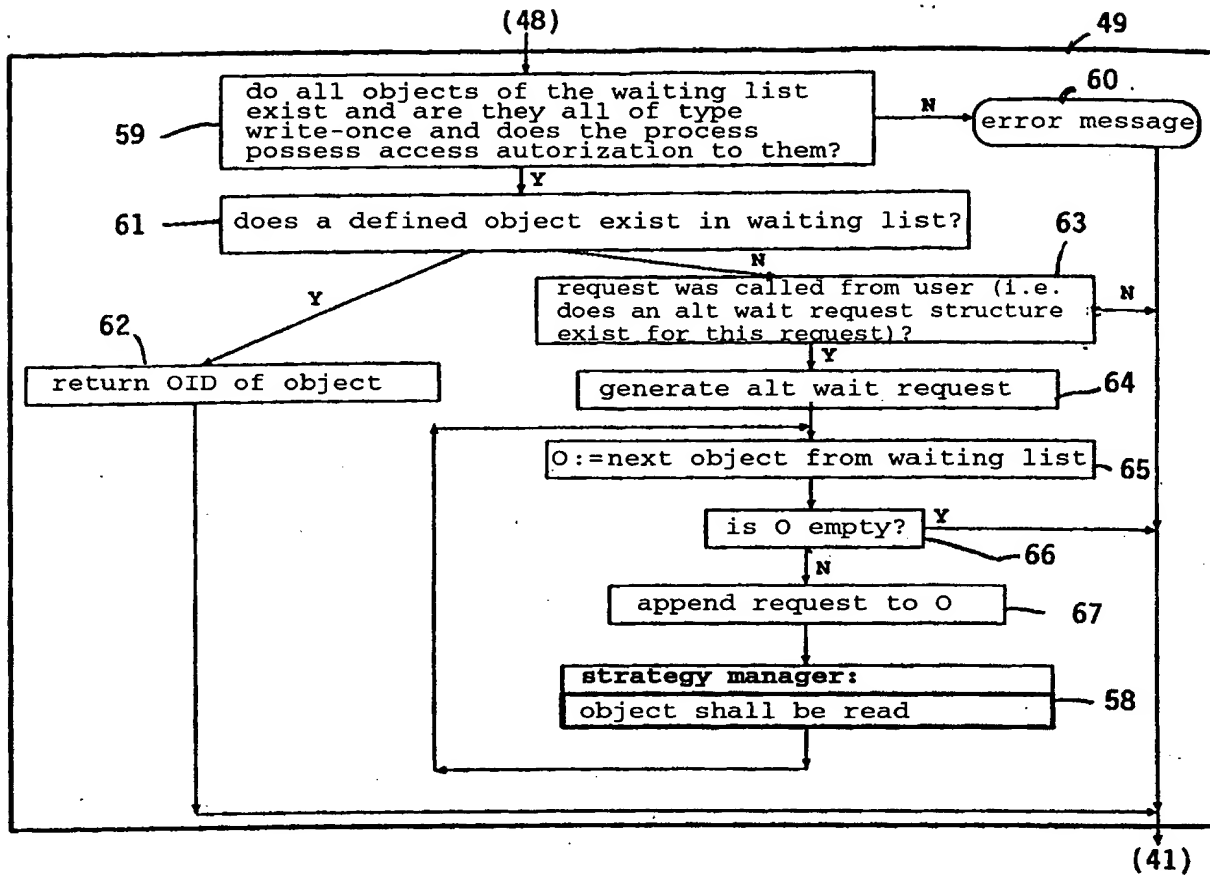 (48)
49
do all objects of the waiting list
exist and are they all of type
write-once and does the process
possess access autorization to them?
59
N
60
error message
Y
61
does a defined object exist in waiting list?
63
N
Y
request was called from user (i.e.
does an alt wait request structure
exist for this request)?
N
62
Y
return OID of object
generate alt wait request
64
O:=next object from waiting list
65
is O empty?
Y
66
N
append request to O
67
strategy manager:
object shall be read
58
(41)